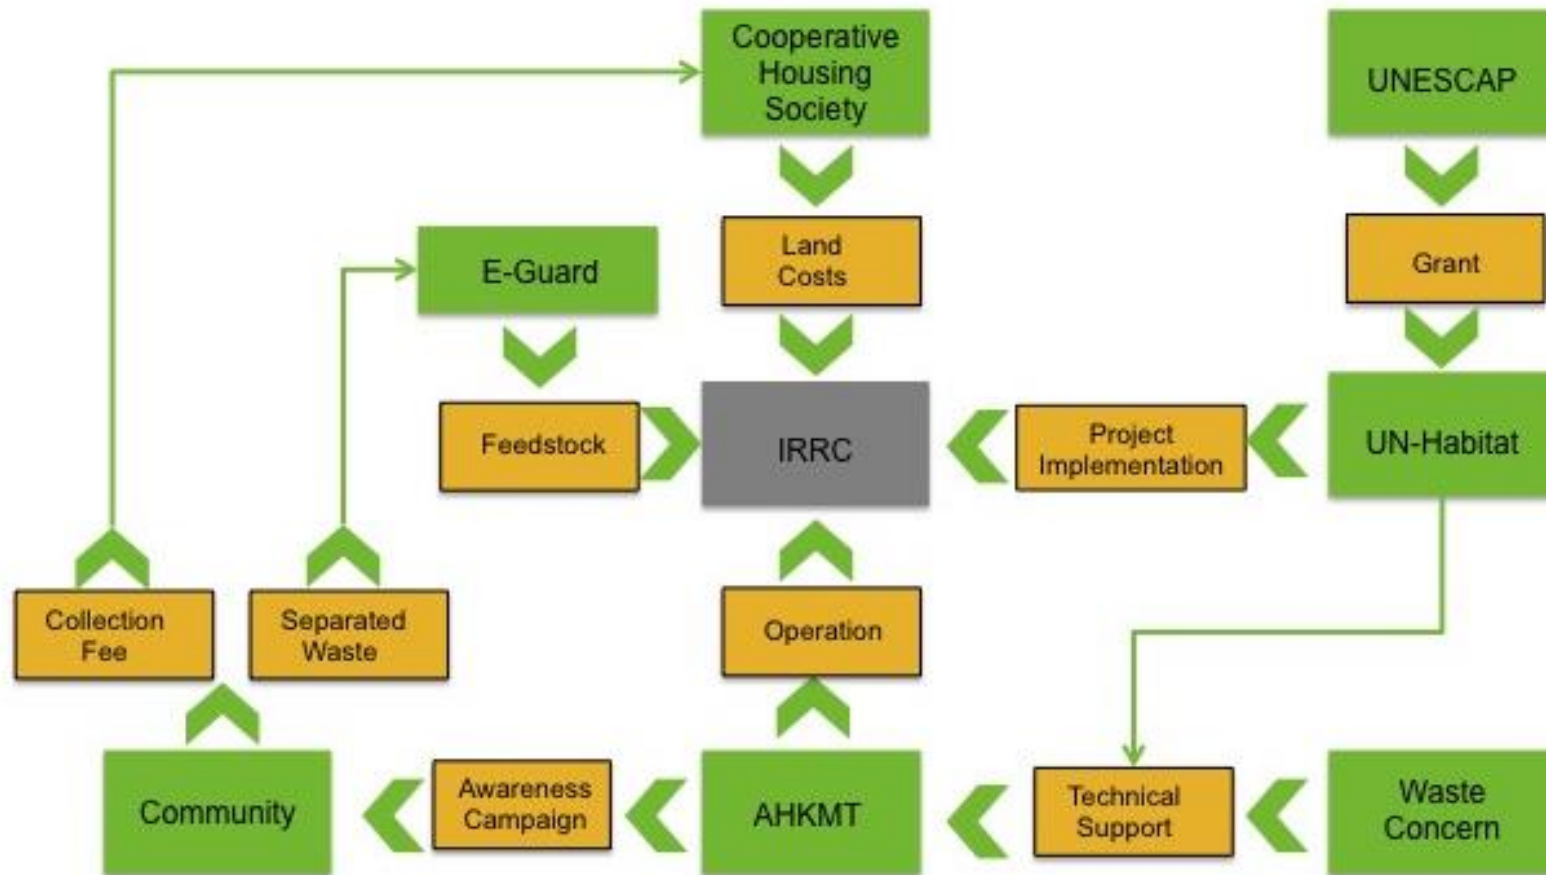 Cooperative
Housing
Society
UNESCAP
E-Guard
Land
Costs
Grant
Feedstock
IRRC
Project
Implementation
UN-Habitat
Collection
Fee
Separated
Waste
Operation
Community
Awareness
Campaign
AHKMT
Technical
Support
Waste
Concern